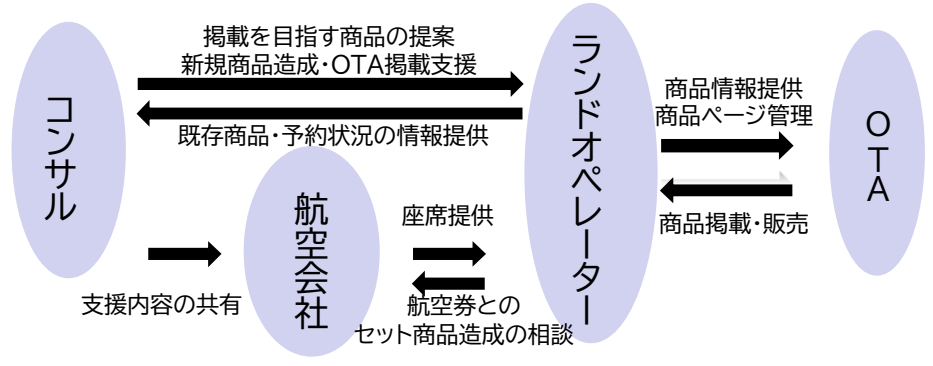 コンサル
掲載を目指す商品の提案
新規商品造成・OTA掲載支援
既存商品・予約状況の情報提供
ランドオペレーター
商品情報提供
商品ページ管理
商品掲載・販売
OTA
支援内容の共有
航空会社
座席提供
航空券との
セット商品造成の相談